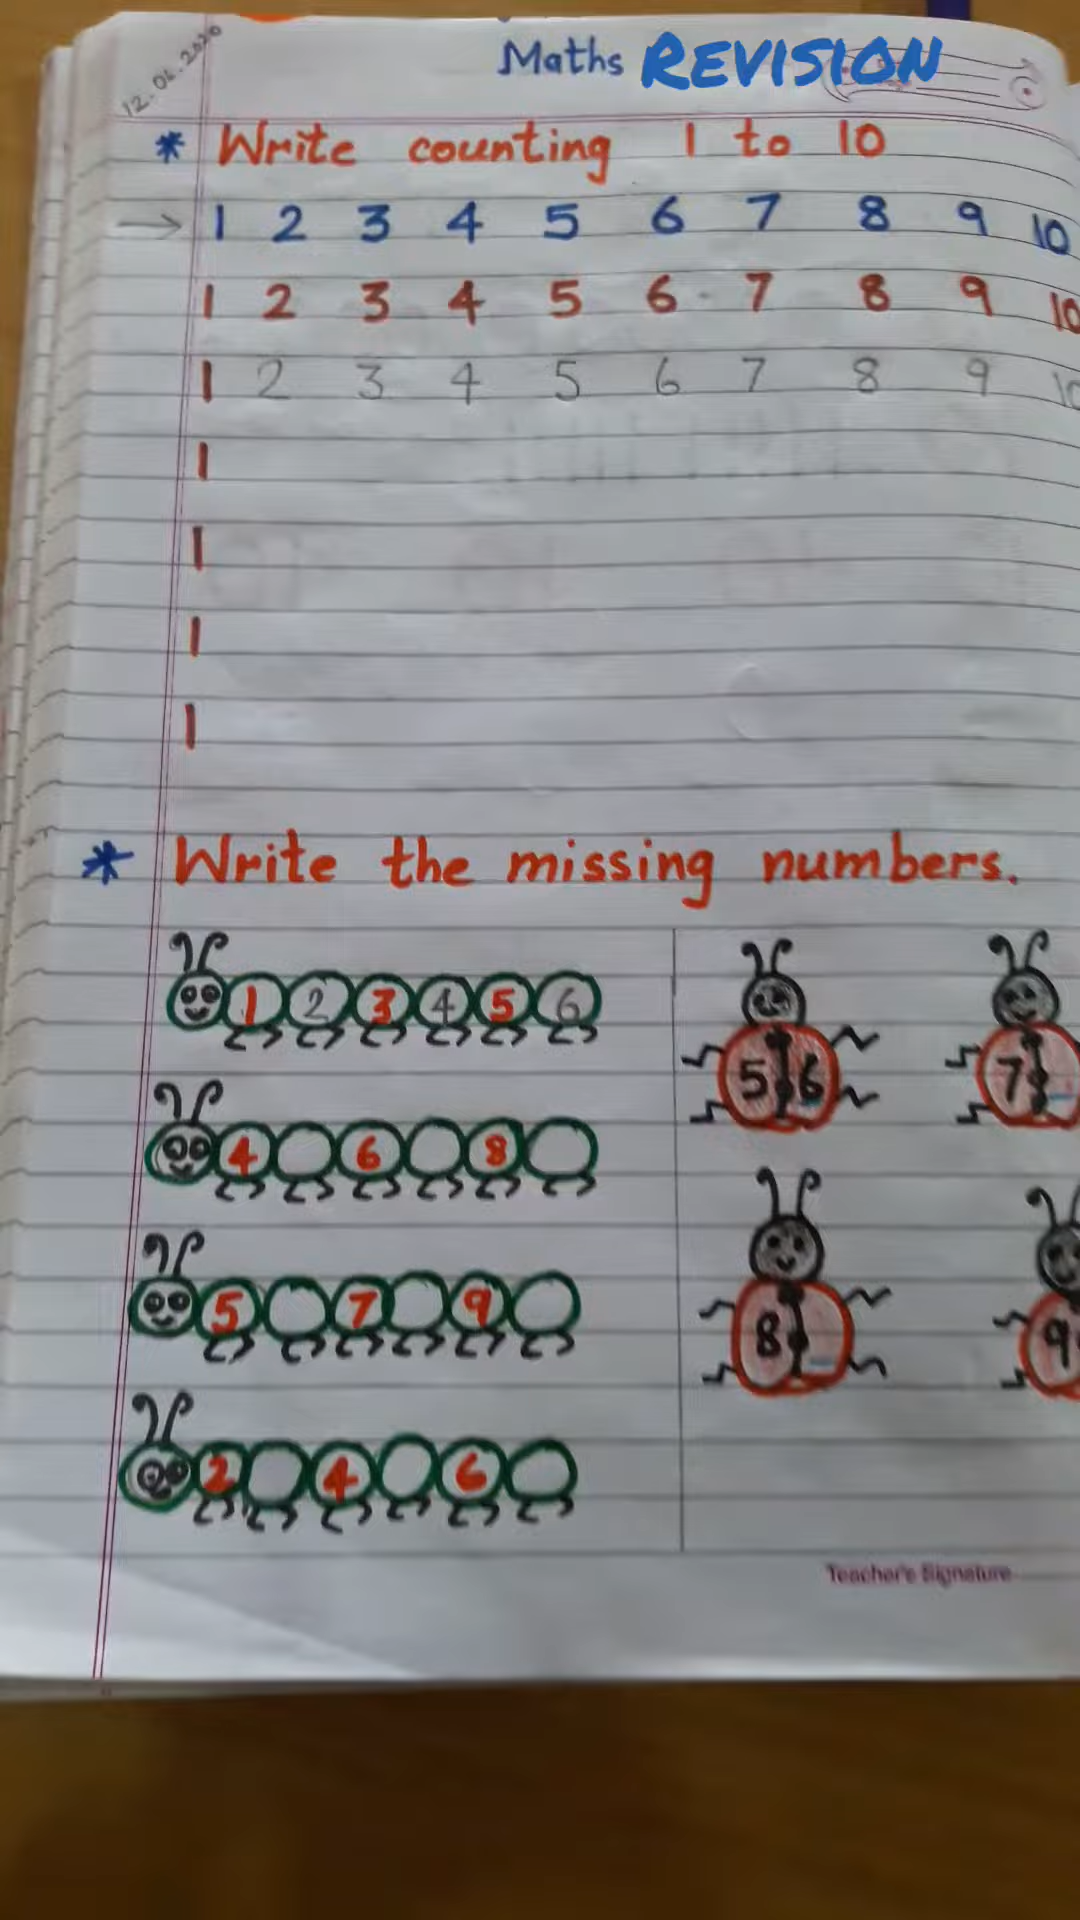 12.06.2020
Maths REVISION
* Write counting 1 to 10
→ 1 2 3 4 5 6 7 8 9 10
1 2 3 4 5 6 7 8 9 10
1 2 3 4 5 6 7 8 9 10
1
1
1
1
* Write the missing numbers.
1 2 3 4 5 6
4 6 8
5 7 9
2 4 6
5 6
7 _
8 _
9
Teacher's Signature